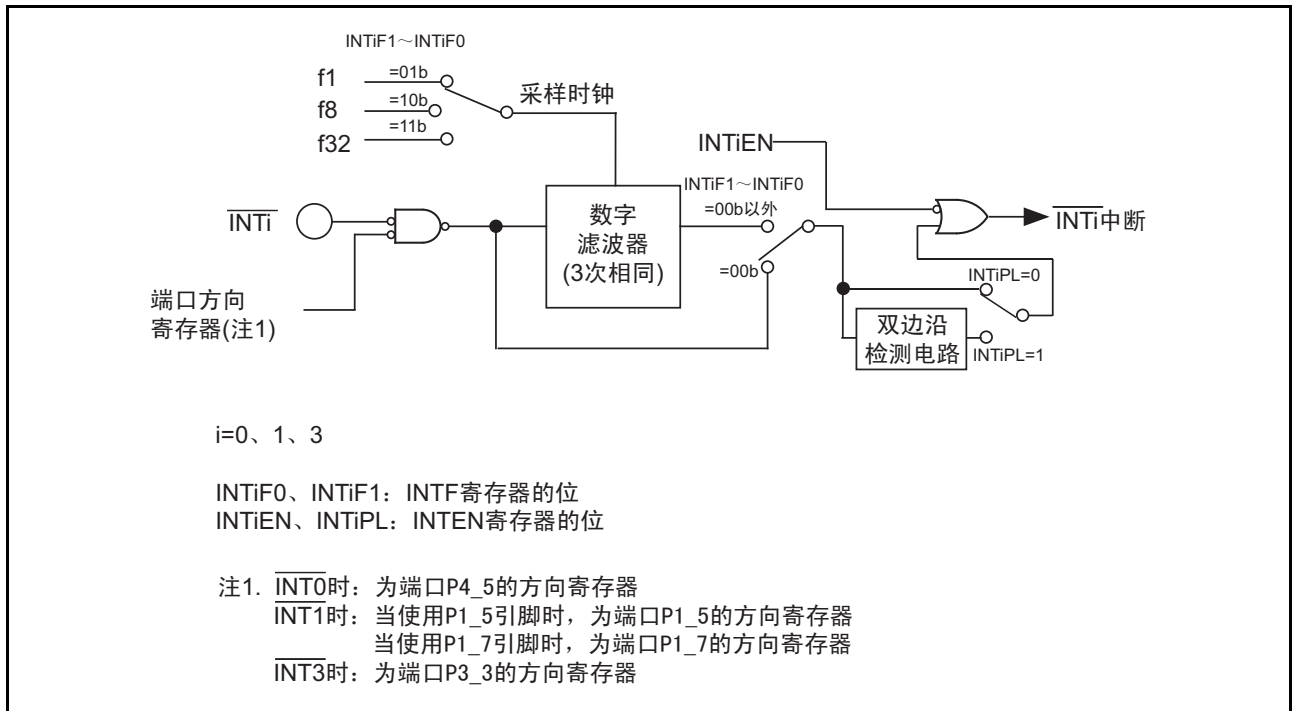 INTiF1～INTiF0
f1
=01b
f8
=10b
f32
=11b
采样时钟
INTiEN
INTi
数字
滤波器
(3次相同)
INTiF1～INTiF0
=00b以外
=00b
INTi中断
INTiPL=0
端口方向
寄存器(注1)
双边沿
检测电路
INTiPL=1
i=0、1、3
INTiF0、INTiF1：INTF寄存器的位
INTiEN、INTiPL：INTEN寄存器的位
注1. INT0时：为端口P4_5的方向寄存器
INT1时：当使用P1_5引脚时，为端口P1_5的方向寄存器
当使用P1_7引脚时，为端口P1_7的方向寄存器
INT3时：为端口P3_3的方向寄存器